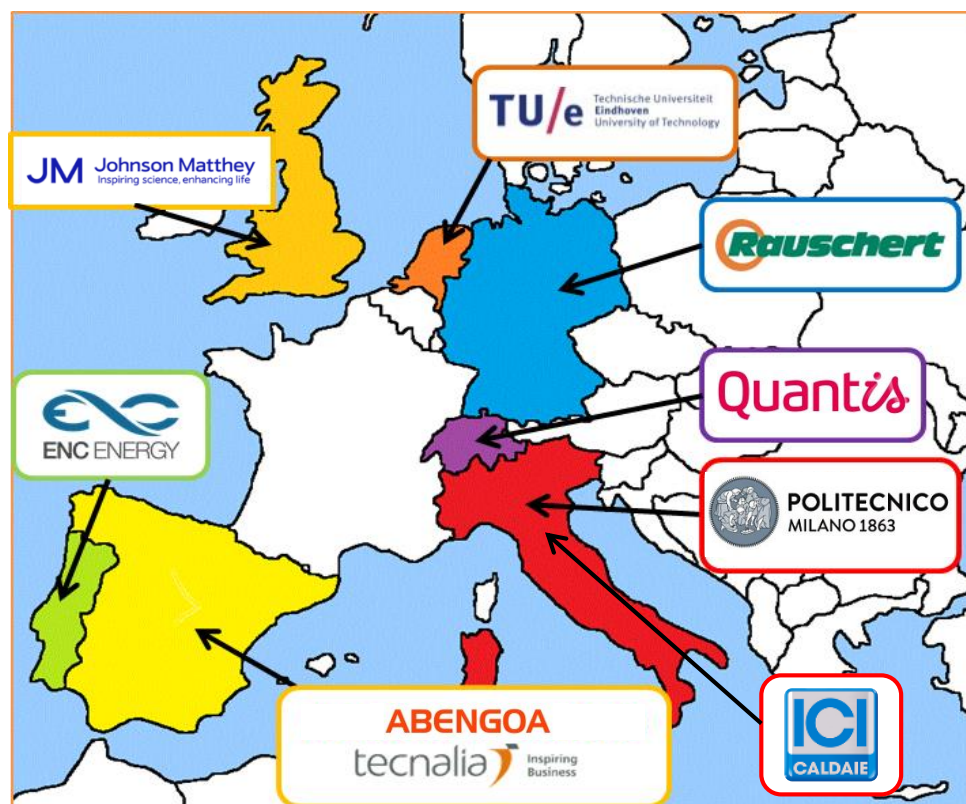 TU/e Technische Universiteit
Eindhoven
University of Technology
JM Johnson Matthey
Inspiring science, enhancing life
Rauschert
Quantis
ENC ENERGY
POLITECNICO
MILANO 1863
ABENGOA
tecnalia Inspiring
Business
ICI
CALDAIE